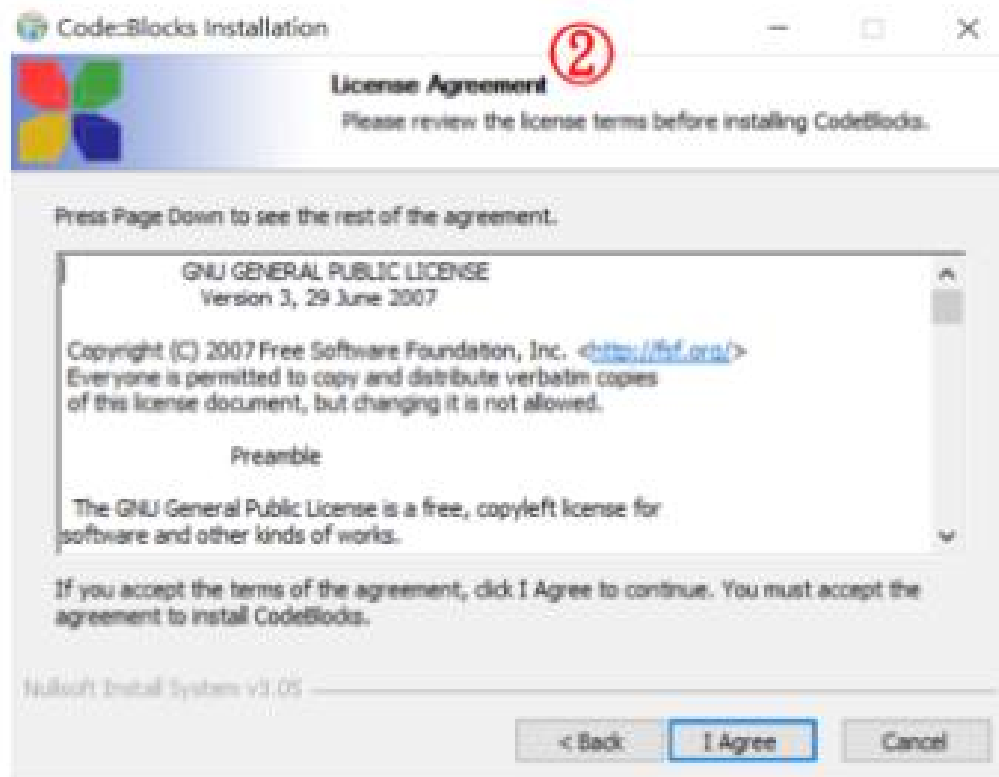 Code::Blocks Installation
②
License Agreement
Please review the license terms before installing CodeBlocks.
Press Page Down to see the rest of the agreement.
GNU GENERAL PUBLIC LICENSE
Version 3, 29 June 2007
Copyright (C) 2007 Free Software Foundation, Inc. <http://fsf.org/>
Everyone is permitted to copy and distribute verbatim copies
of this license document, but changing it is not allowed.
Preamble
The GNU General Public License is a free, copyleft license for
software and other kinds of works.
If you accept the terms of the agreement, click I Agree to continue. You must accept the
agreement to install CodeBlocks.
Nullsoft Install System v3.05
< Back I Agree Cancel